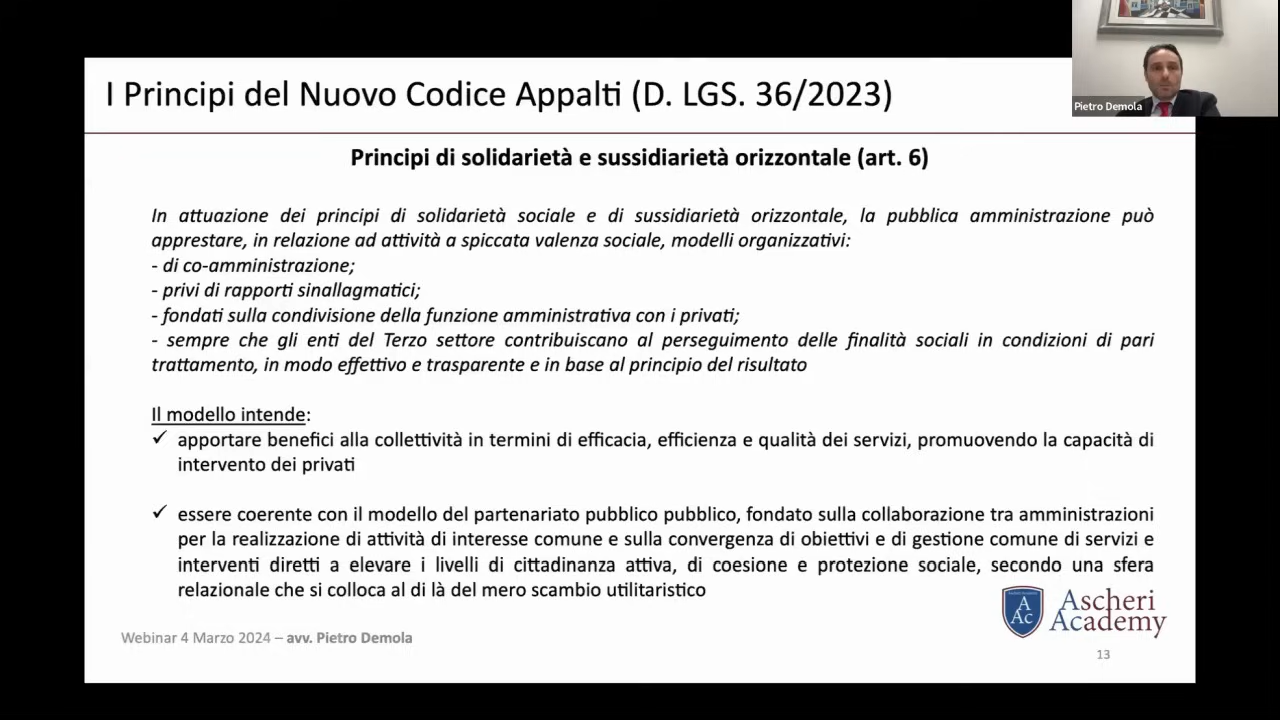 I Principi del Nuovo Codice Appalti (D. LGS. 36/2023)
Pietro Demola
Principi di solidarietà e sussidiarietà orizzontale (art. 6)
In attuazione dei principi di solidarietà sociale e di sussidiarietà orizzontale, la pubblica amministrazione può
apprestare, in relazione ad attività a spiccata valenza sociale, modelli organizzativi:
- di co-amministrazione;
- privi di rapporti sinallagmatici;
- fondati sulla condivisione della funzione amministrativa con i privati;
- sempre che gli enti del Terzo settore contribuiscano al perseguimento delle finalità sociali in condizioni di pari
trattamento, in modo effettivo e trasparente e in base al principio del risultato
Il modello intende:
✓ apportare benefici alla collettività in termini di efficacia, efficienza e qualità dei servizi, promuovendo la capacità di
intervento dei privati
✓ essere coerente con il modello del partenariato pubblico pubblico, fondato sulla collaborazione tra amministrazioni
per la realizzazione di attività di interesse comune e sulla convergenza di obiettivi e di gestione comune di servizi e
interventi diretti a elevare i livelli di cittadinanza attiva, di coesione e protezione sociale, secondo una sfera
relazionale che si colloca al di là del mero scambio utilitaristico
A
Ac
Ascheri
Academy
Webinar 4 Marzo 2024 – avv. Pietro Demola
13